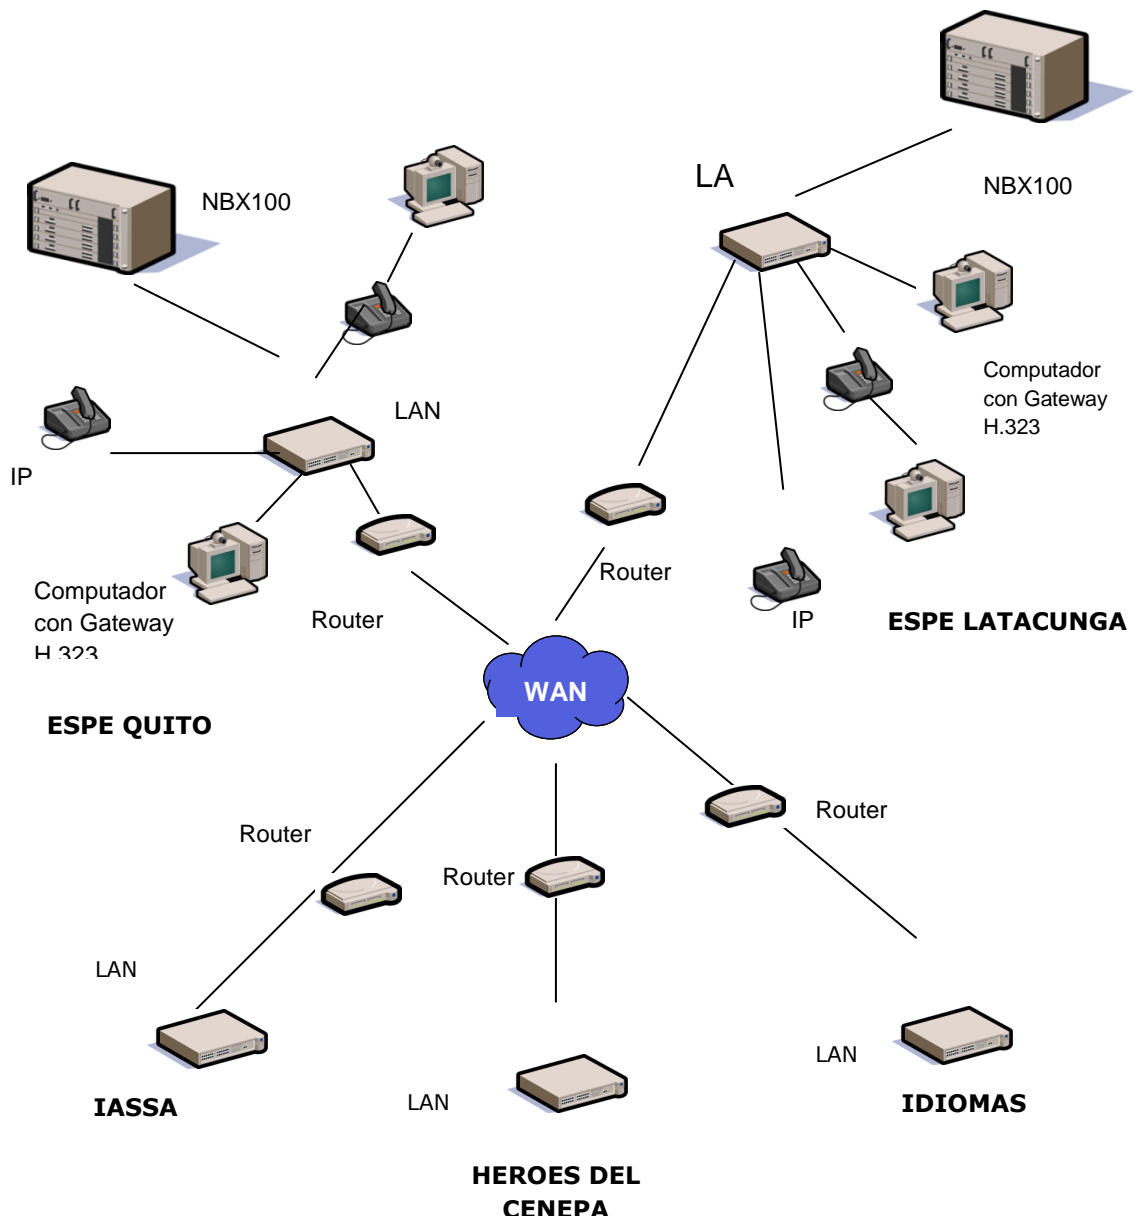 LA
NBX100
NBX100
LAN
Computador
con Gateway
H.323
IP
Router
Computador
con Gateway
H.323
Router
IP
ESPE LATACUNGA
WAN
ESPE QUITO
Router
Router
Router
LAN
LAN
LAN
IASSA
IDIOMAS
HEROES DEL
CENEPA